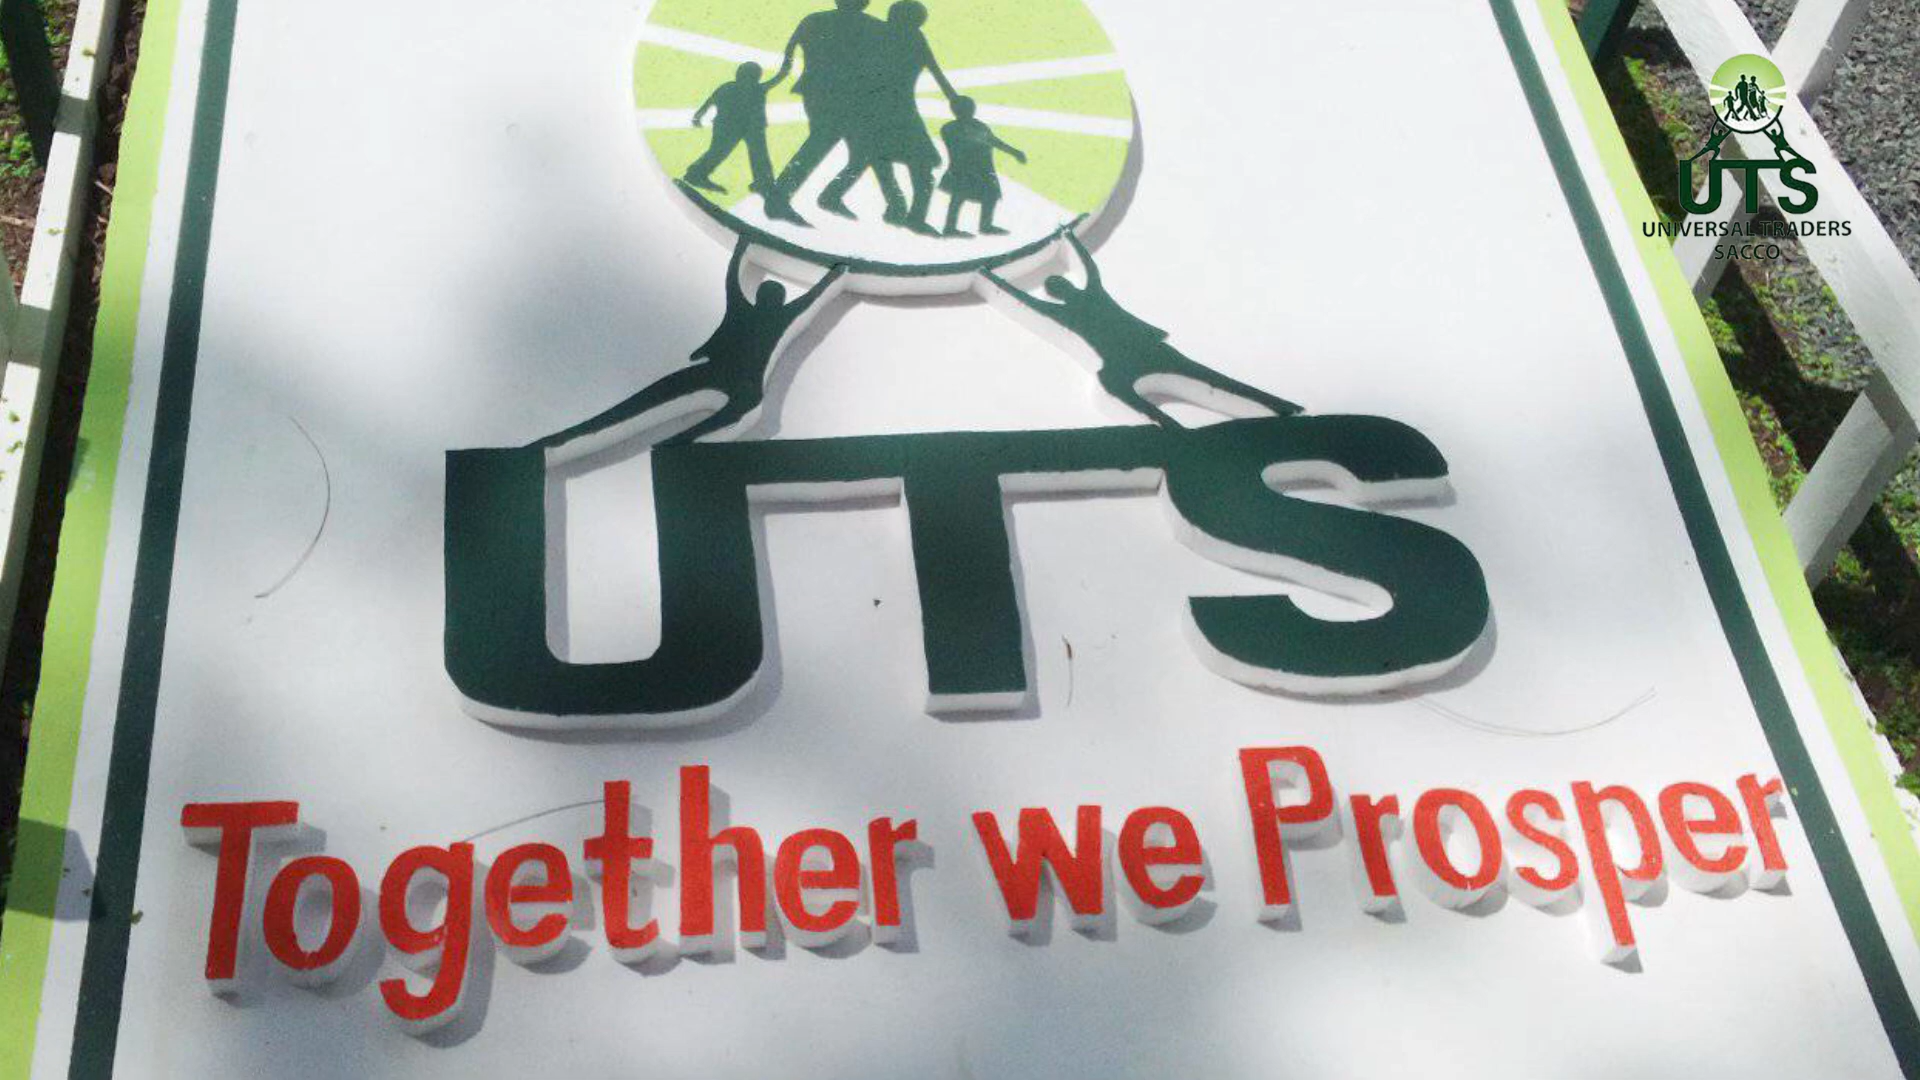 UTS
UNIVERSAL TRADERS
SACCO
UTS
Together we Prosper